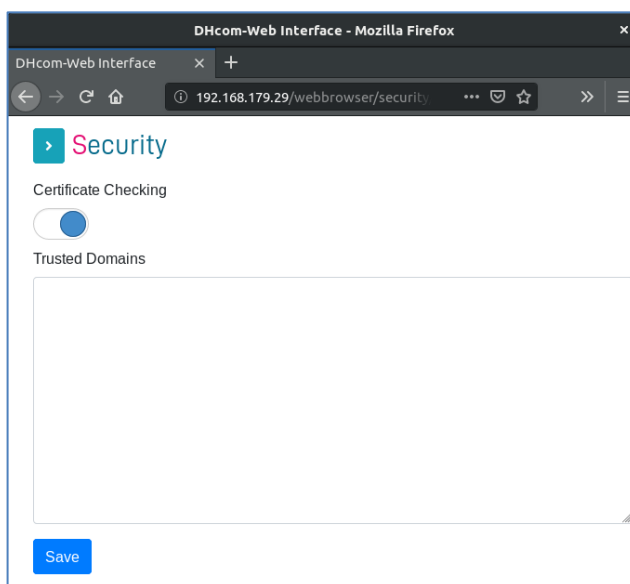 DHcom-Web Interface - Mozilla Firefox
DHcom-Web Interface
192.168.179.29/webbrowser/security
Security
Certificate Checking
Trusted Domains
Save